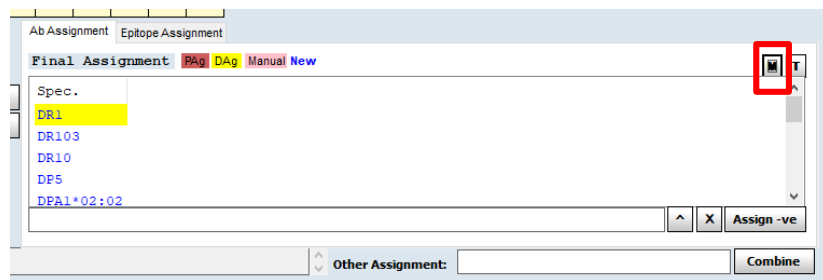 Ab Assignment Epitope Assignment
Final Assignment PAg DAg Manual New M T
Spec.
DR1
DR103
DR10
DP5
DPA1*02:02
^ X Assign -ve
Other Assignment: Combine